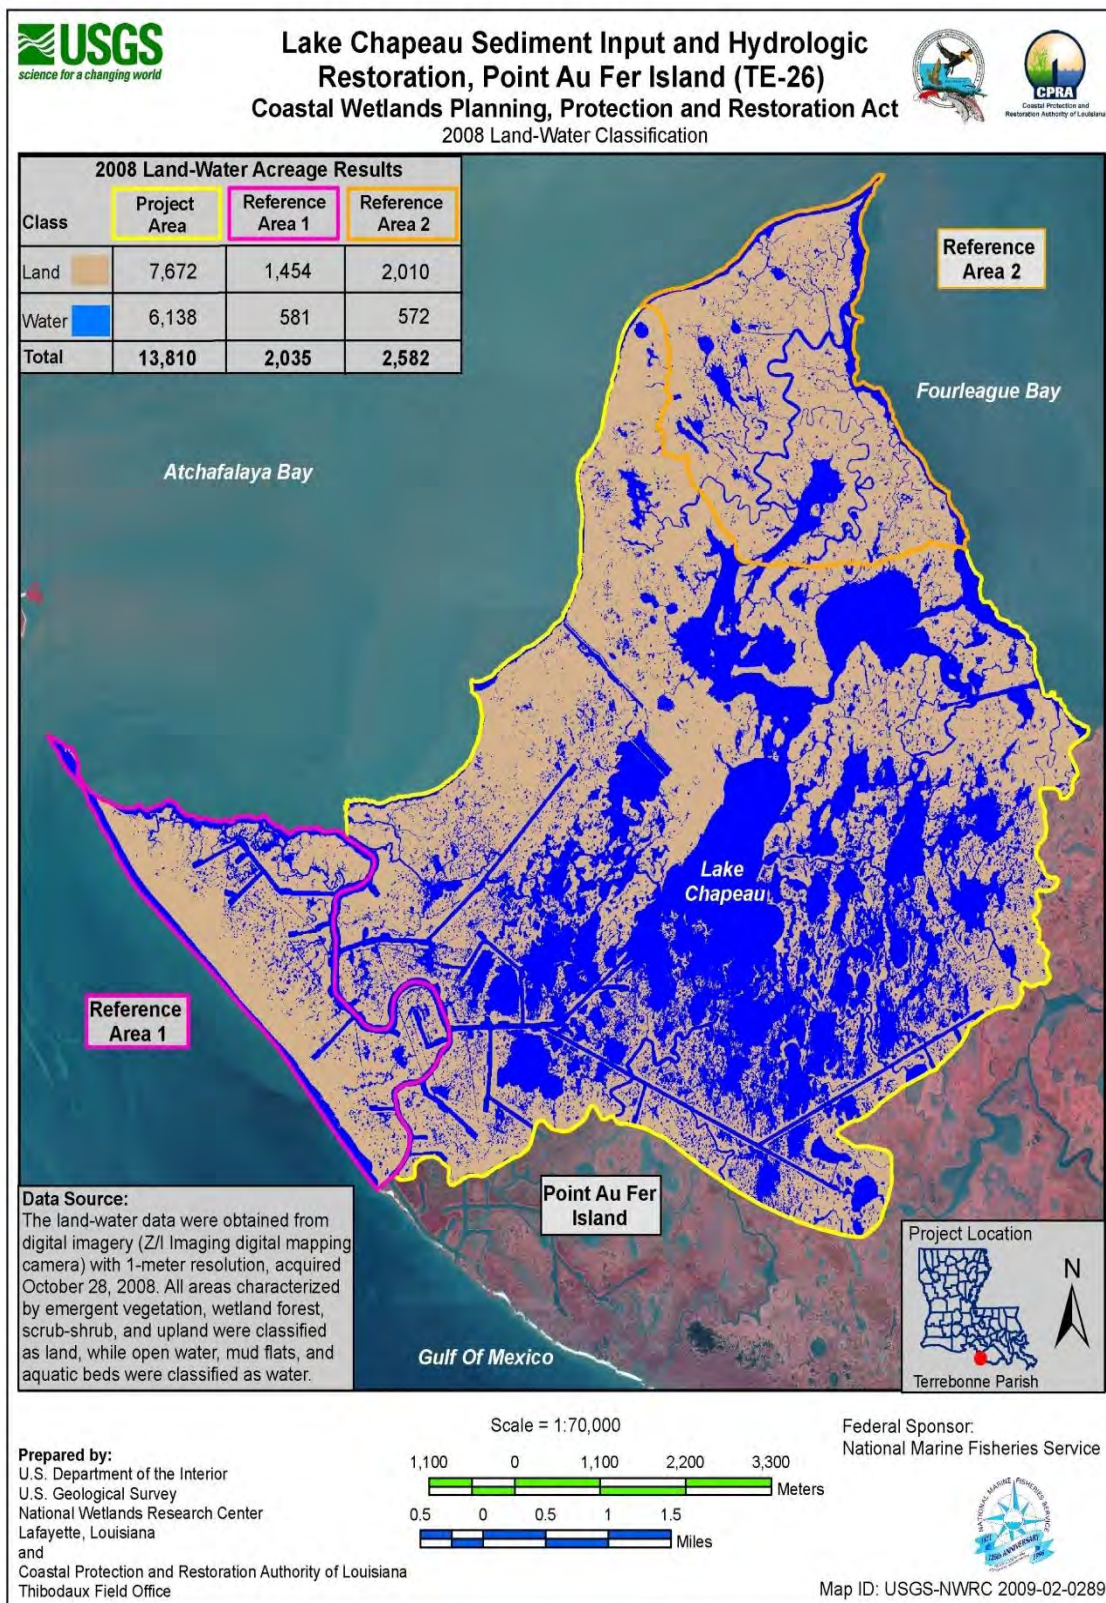 USGS
science for a changing world
Lake Chapeau Sediment Input and Hydrologic
Restoration, Point Au Fer Island (TE-26)
Coastal Wetlands Planning, Protection and Restoration Act
2008 Land-Water Classification
CPRA
Coastal Protection and
Restoration Authority of Louisiana
2008 Land-Water Acreage Results
Class Project Area Reference Area 1 Reference Area 2
Land 7,672 1,454 2,010
Water 6,138 581 572
Total 13,810 2,035 2,582
Reference
Area 2
Fourleague Bay
Atchafalaya Bay
Lake
Chapeau
Reference
Area 1
Point Au Fer
Island
Gulf Of Mexico
Data Source:
The land-water data were obtained from
digital imagery (Z/I Imaging digital mapping
camera) with 1-meter resolution, acquired
October 28, 2008. All areas characterized
by emergent vegetation, wetland forest,
scrub-shrub, and upland were classified
as land, while open water, mud flats, and
aquatic beds were classified as water.
Project Location
N
Terrebonne Parish
Scale = 1:70,000
1,100 0 1,100 2,200 3,300
Meters
0.5 0 0.5 1 1.5
Miles
Prepared by:
U.S. Department of the Interior
U.S. Geological Survey
National Wetlands Research Center
Lafayette, Louisiana
and
Coastal Protection and Restoration Authority of Louisiana
Thibodaux Field Office
Federal Sponsor:
National Marine Fisheries Service
NATIONAL MARINE FISHERIES SERVICE
125th ANNIVERSARY
Map ID: USGS-NWRC 2009-02-0289